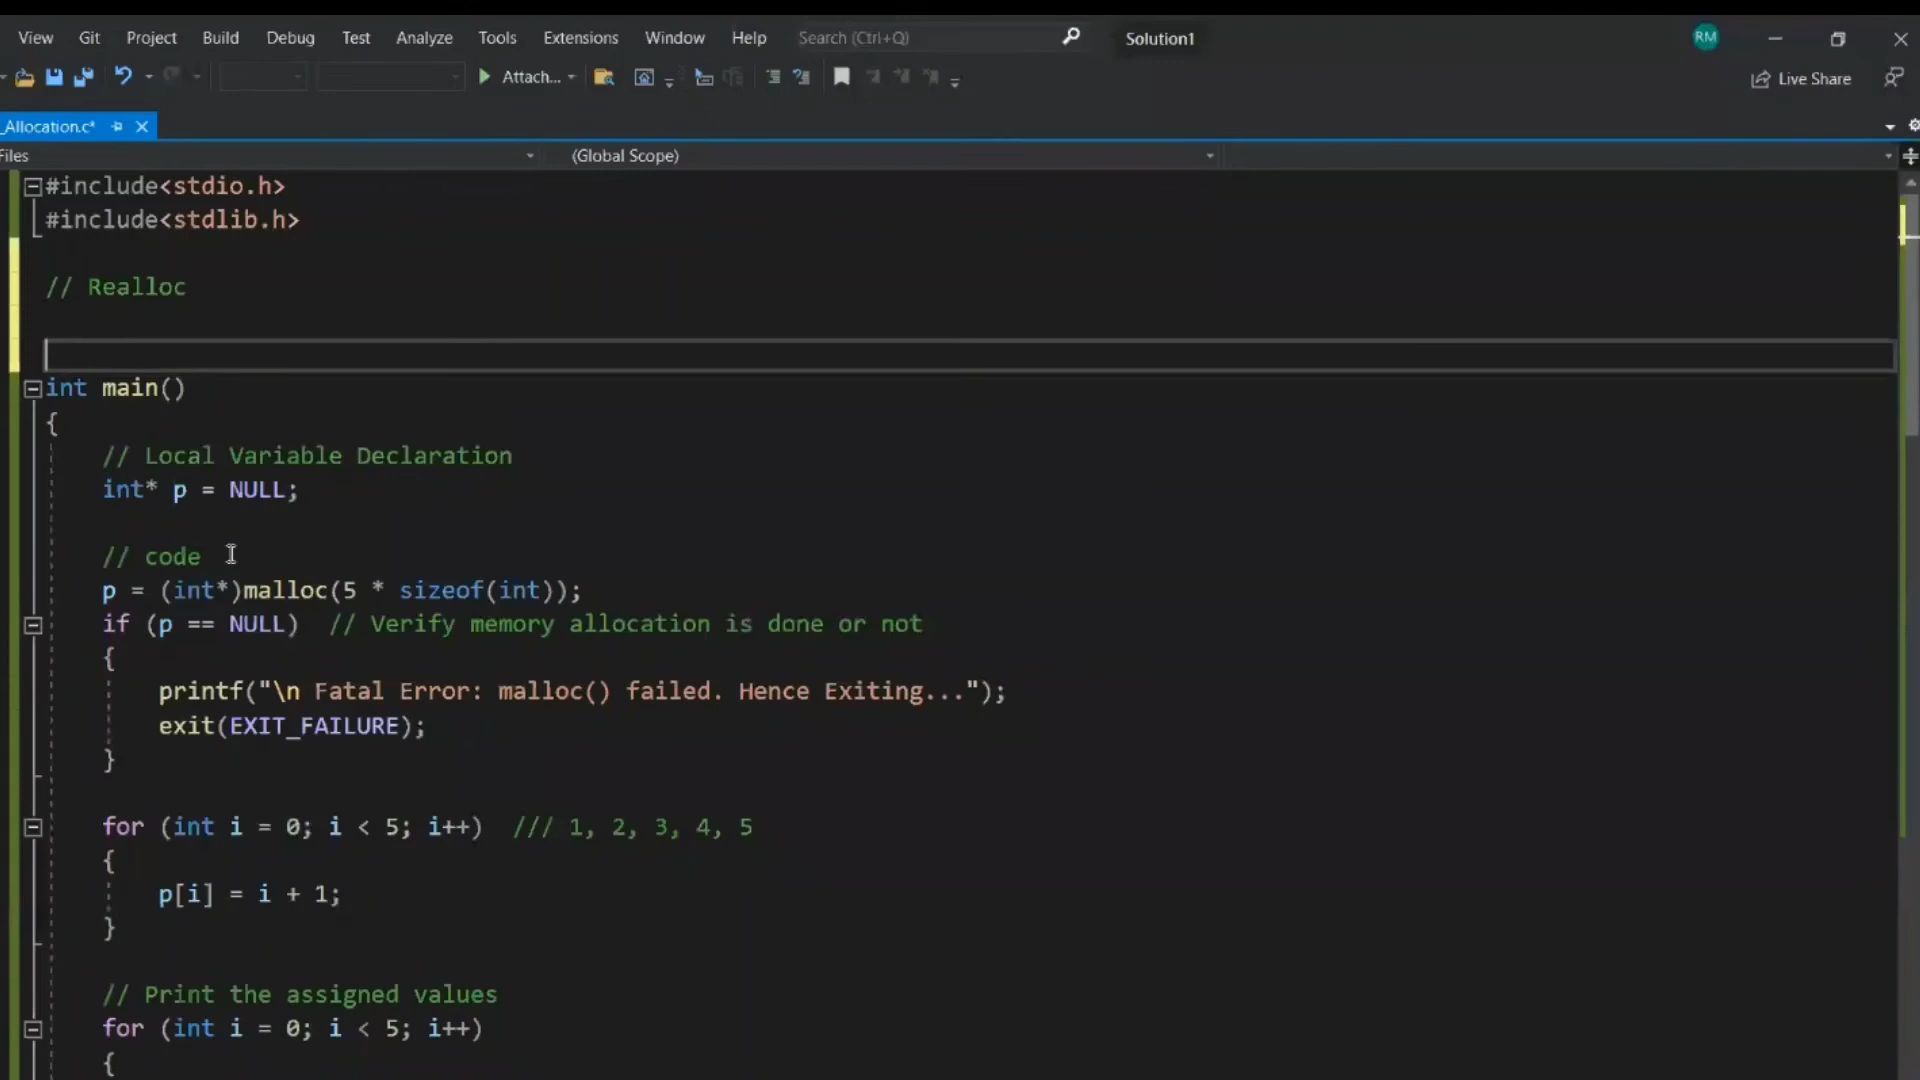 View Git Project Build Debug Test Analyze Tools Extensions Window Help Search (Ctrl+Q) Solution1 RM
Attach... Live Share
_Allocation.c*
Files (Global Scope)
#include<stdio.h>
#include<stdlib.h>
// Realloc
int main()
{
// Local Variable Declaration
int* p = NULL;
// code
p = (int*)malloc(5 * sizeof(int));
if (p == NULL) // Verify memory allocation is done or not
{
printf("\n Fatal Error: malloc() failed. Hence Exiting...");
exit(EXIT_FAILURE);
}
for (int i = 0; i < 5; i++) /// 1, 2, 3, 4, 5
{
p[i] = i + 1;
}
// Print the assigned values
for (int i = 0; i < 5; i++)
{